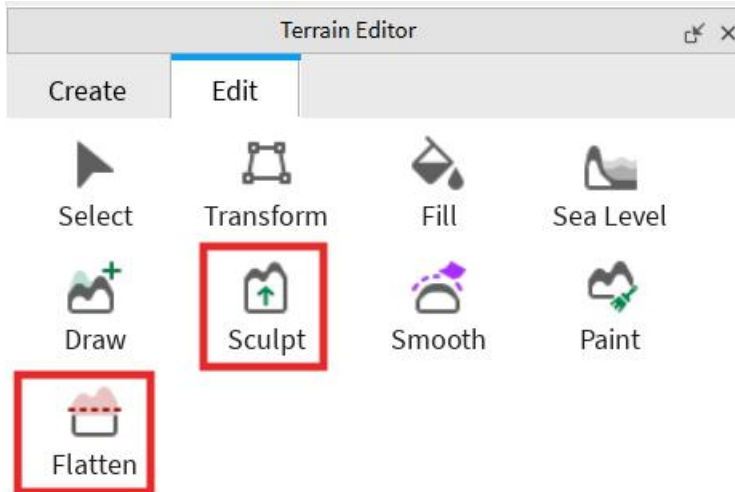 Terrain Editor
Create Edit
Select Transform Fill Sea Level
Draw Sculpt Smooth Paint
Flatten